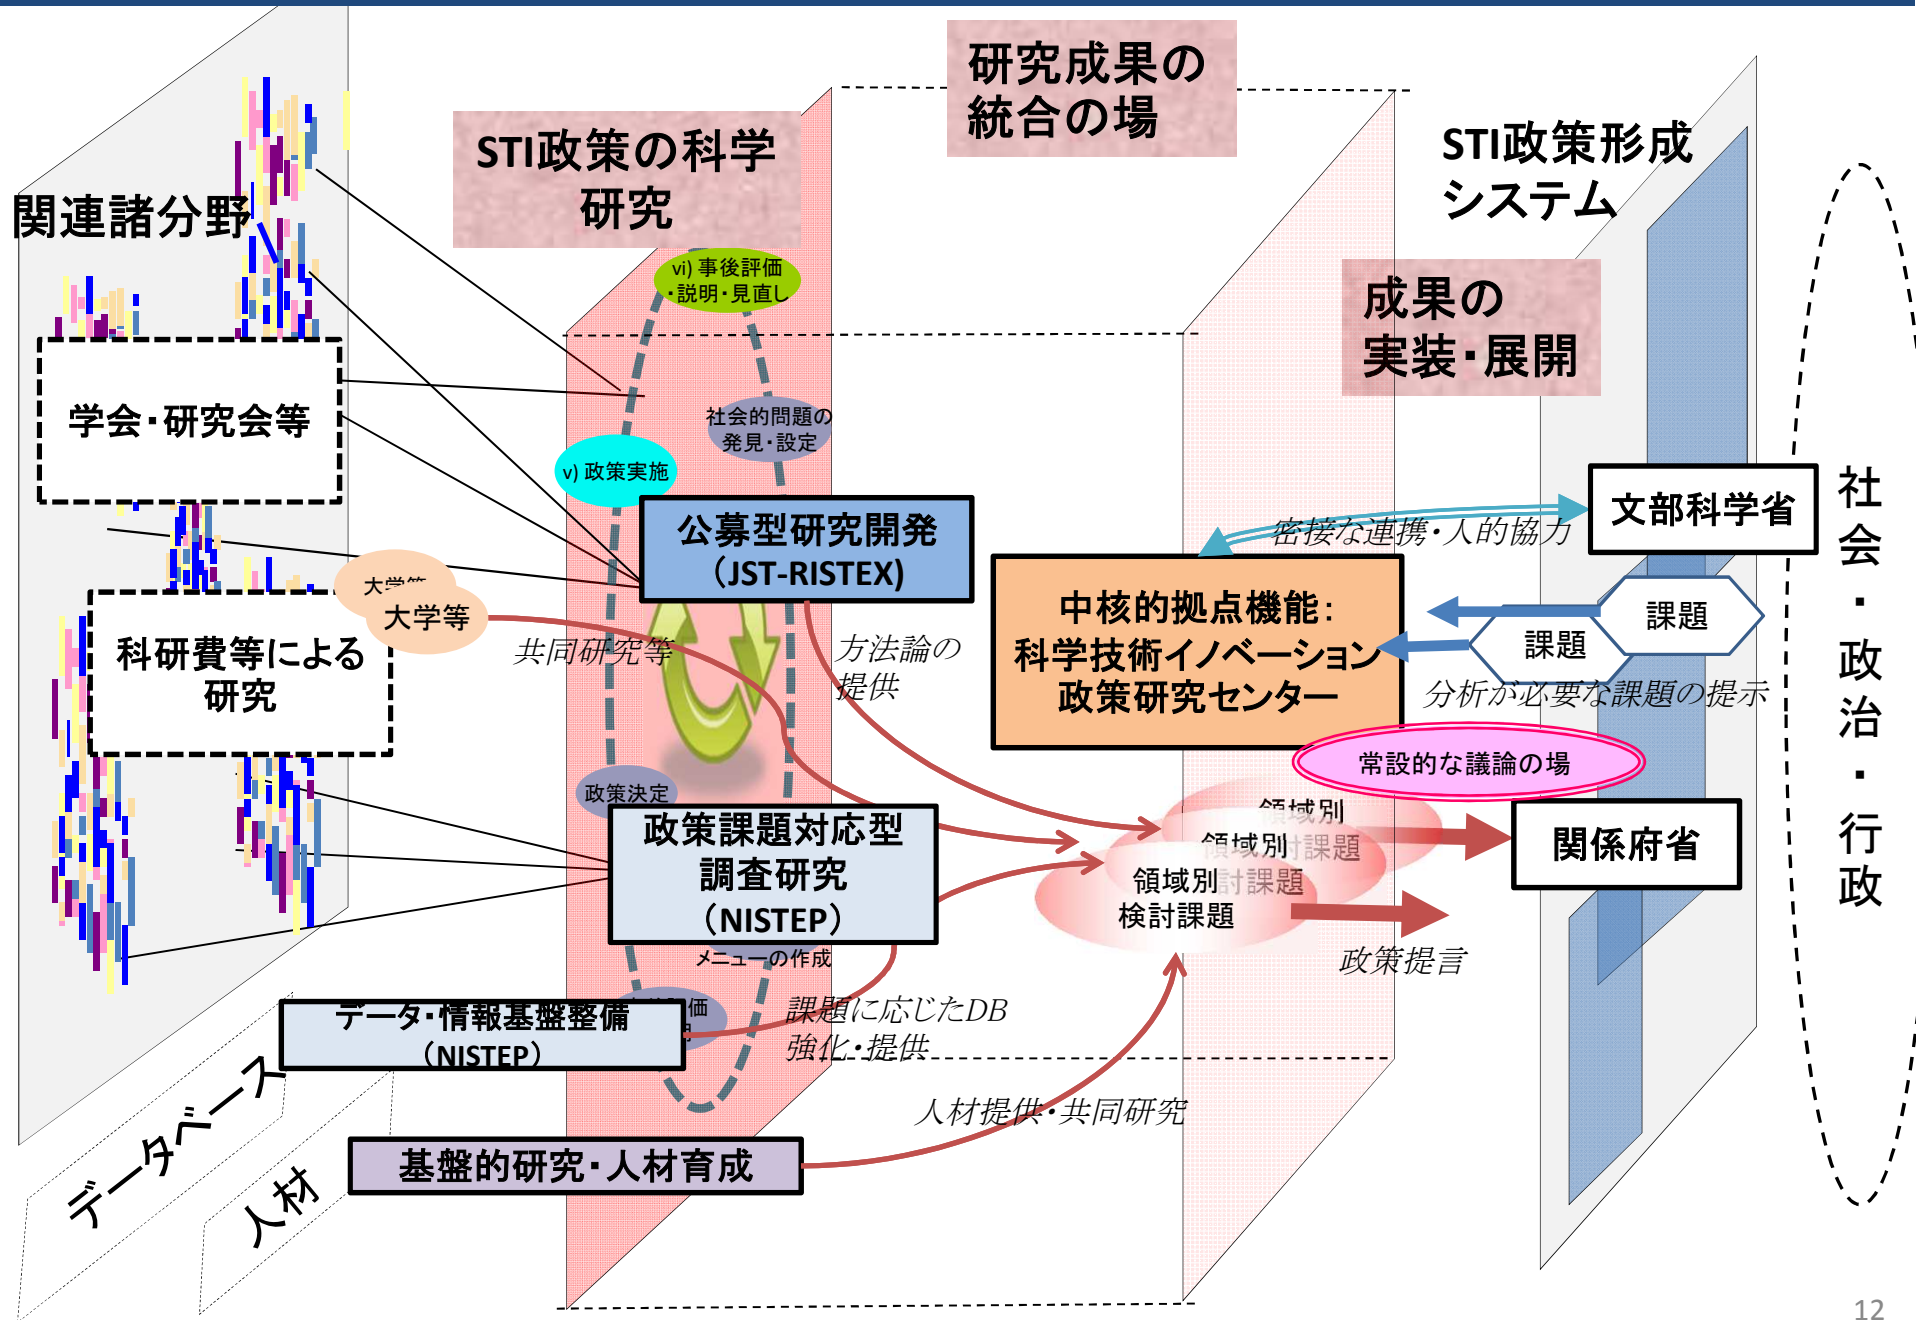 研究成果の
統合の場
STI政策の科学
研究
STI政策形成
システム
関連諸分野
vi) 事後評価
・説明・見直し
成果の
実装・展開
学会・研究会等
社会的問題の
発見・設定
v) 政策実施
公募型研究開発
（JST-RISTEX)
文部科学省
密接な連携・人的協力
社会・政治・行政
大学等
大学等
共同研究等
方法論の
提供
中核的拠点機能：
科学技術イノベーション
政策研究センター
課題
課題
分析が必要な課題の提示
科研費等による
研究
常設的な議論の場
政策決定
政策課題対応型
調査研究
（NISTEP）
領域別
討課題
領域別
討課題
領域別
検討課題
関係府省
政策提言
メニューの作成
データ・情報基盤整備
（NISTEP）
価
課題に応じたDB
強化・提供
データベース
人材
人材提供・共同研究
基盤的研究・人材育成
12